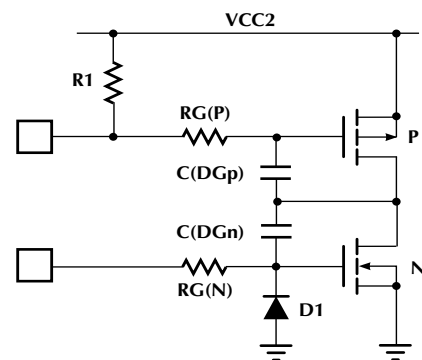 VCC2
R1
RG(P)
P
C(DGp)
C(DGn)
N
RG(N)
D1